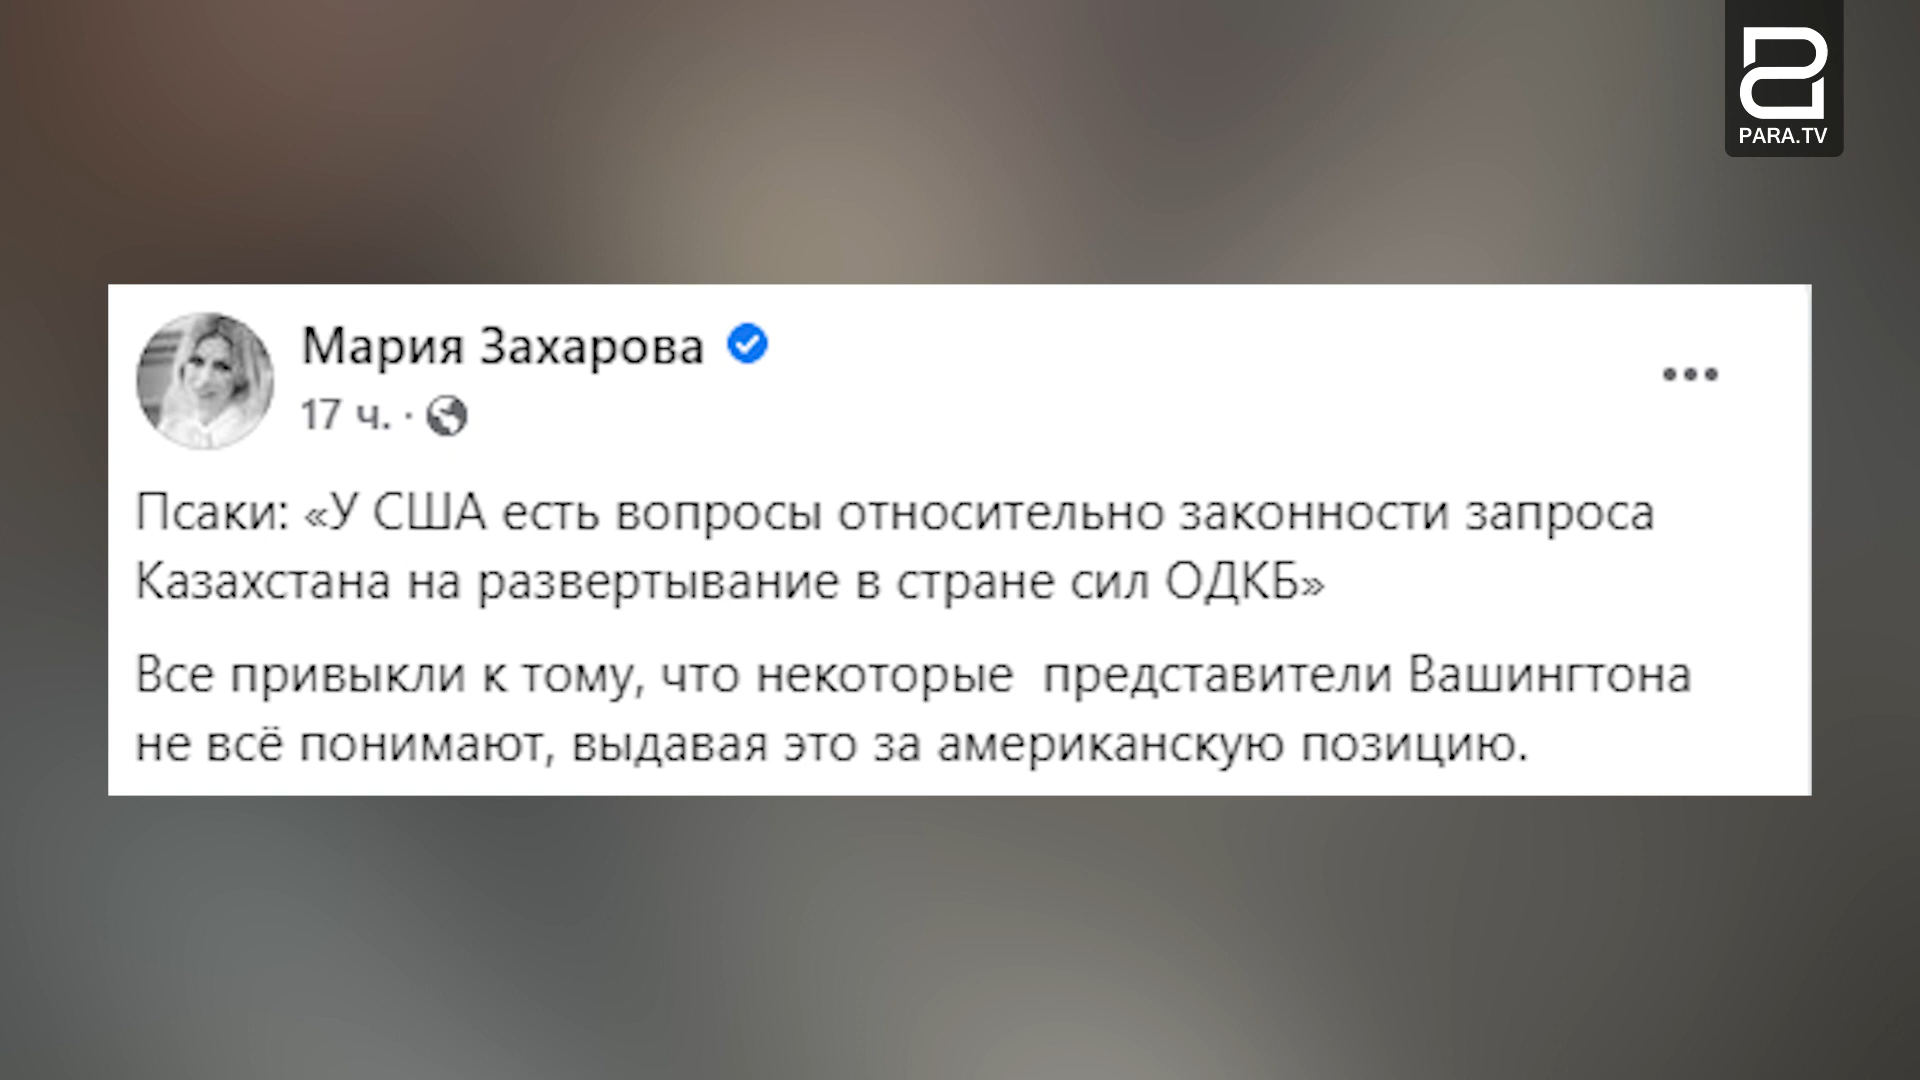 PARA.TV
Мария Захарова
17 ч. ·
Псаки: «У США есть вопросы относительно законности запроса
Казахстана на развертывание в стране сил ОДКБ»
Все привыкли к тому, что некоторые представители Вашингтона
не всё понимают, выдавая это за американскую позицию.